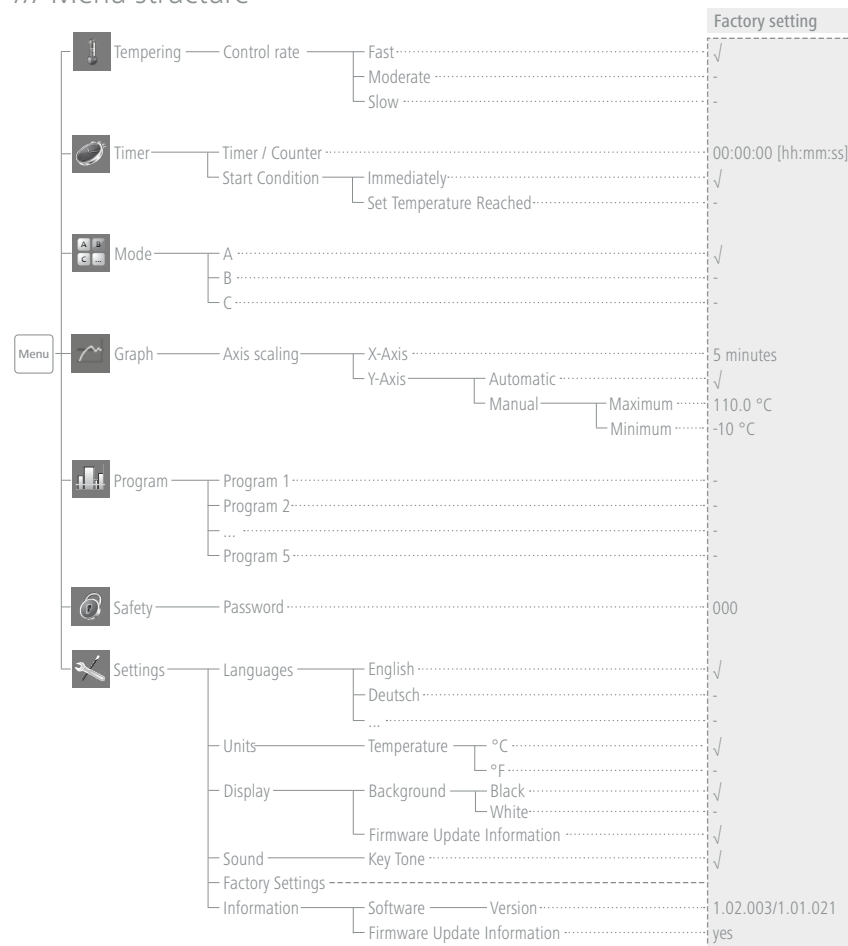 /// Menu structure
Factory setting
Tempering Control rate Fast √
Moderate -
Slow -
Timer Timer / Counter 00:00:00 [hh:mm:ss]
Start Condition Immediately √
Set Temperature Reached -
A B C ... Mode A √
B -
C -
Menu Graph Axis scaling X-Axis 5 minutes
Y-Axis Automatic √
Manual Maximum 110.0 °C
Minimum -10 °C
Program Program 1 -
Program 2 -
... -
Program 5 -
Safety Password 000
Settings Languages English √
Deutsch -
... -
Units Temperature °C √
°F -
Display Background Black √
White -
Firmware Update Information √
Sound Key Tone √
Factory Settings
Information Software Version 1.02.003/1.01.021
Firmware Update Information yes